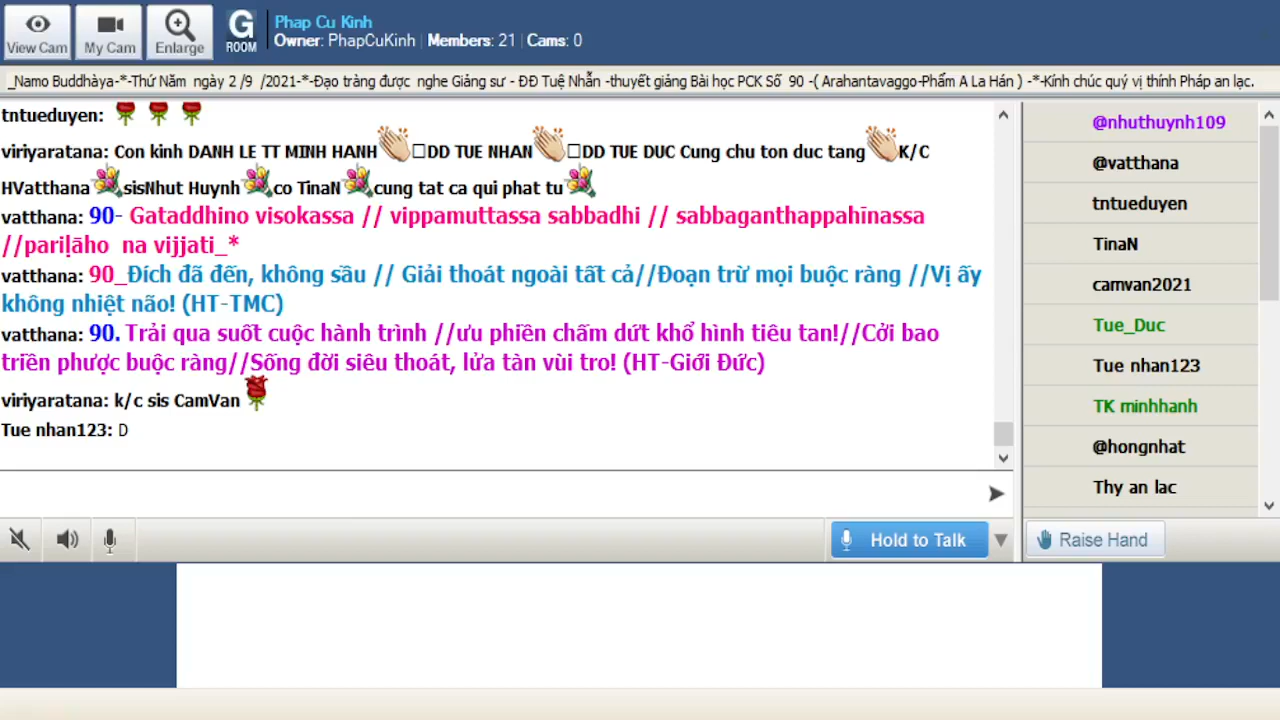 View Cam
My Cam
Enlarge
G
ROOM
Phap Cu Kinh
Owner: PhapCuKinh | Members: 21 | Cams: 0
_Namo Buddhàya-*-Thứ Năm ngày 2 /9 /2021-*-Đạo tràng được nghe Giảng sư - ĐĐ Tuệ Nhẫn -thuyết giảng Bài học PCK Số 90 -( Arahantavaggo-Phẩm A La Hán ) -*-Kính chúc quý vị thính Pháp an lạc.
tntueduyen:
viriyaratana: Con kinh DANH LE TT MINH HANH DD TUE NHAN DD TUE DUC Cung chu ton duc tang K/C
HVatthana sisNhut Huynh co TinaN cung tat ca qui phat tu
vatthana: 90- Gataddhino visokassa // vippamuttassa sabbadhi // sabbaganthappahīnassa
//pariḷāho na vijjati_*
vatthana: 90_Đích đã đến, không sầu // Giải thoát ngoài tất cả//Đoạn trừ mọi buộc ràng //Vị ấy
không nhiệt não! (HT-TMC)
vatthana: 90. Trải qua suốt cuộc hành trình //ưu phiền chấm dứt khổ hình tiêu tan!//Cởi bao
triền phược buộc ràng//Sống đời siêu thoát, lửa tàn vùi tro! (HT-Giới Đức)
viriyaratana: k/c sis CamVan
Tue nhan123: D
Hold to Talk
@nhuthuynh109
@vatthana
tntueduyen
TinaN
camvan2021
Tue_Duc
Tue nhan123
TK minhhanh
@hongnhat
Thy an lac
Raise Hand